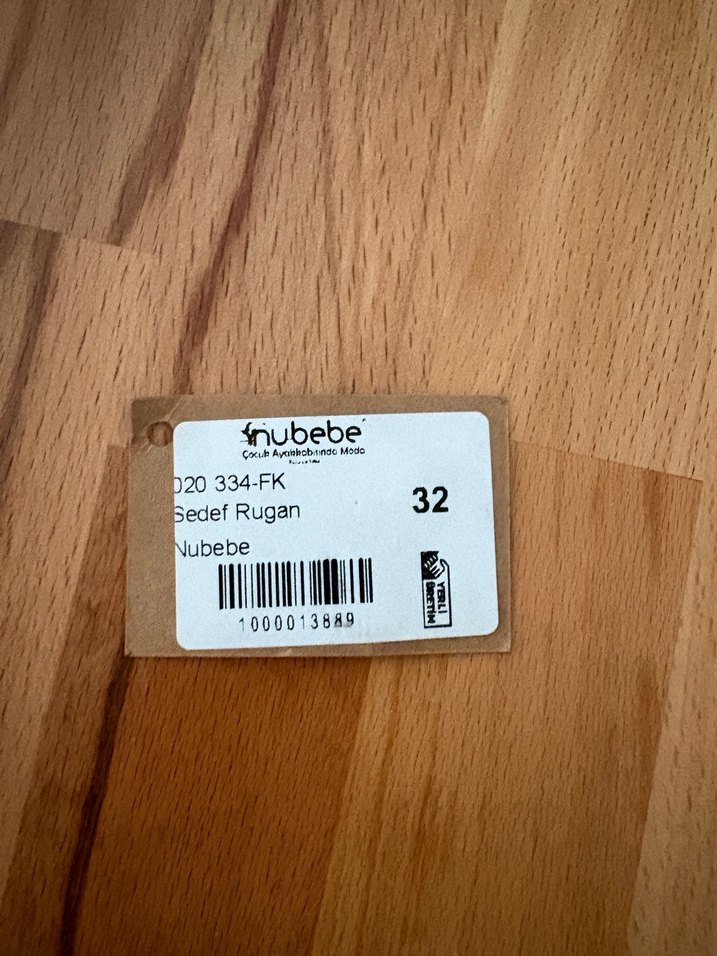 nubebe
Çocuk Ayakkabısında Moda
020 334-FK
Sedef Rugan
32
Nubebe
YERLİ
ÜRETİM
1000013889